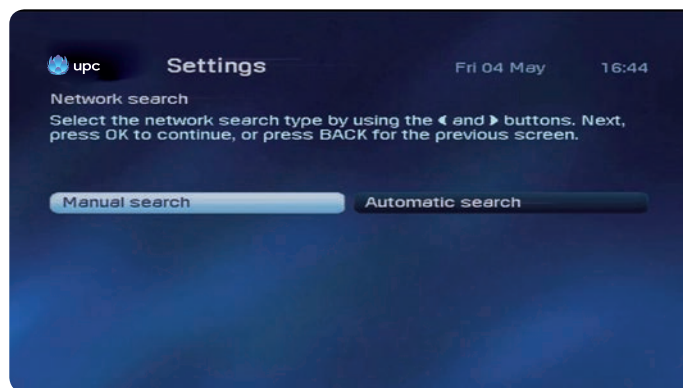 upc Settings Fri 04 May 16:44
Network search
Select the network search type by using the ◀ and ▶ buttons. Next,
press OK to continue, or press BACK for the previous screen.
Manual search Automatic search